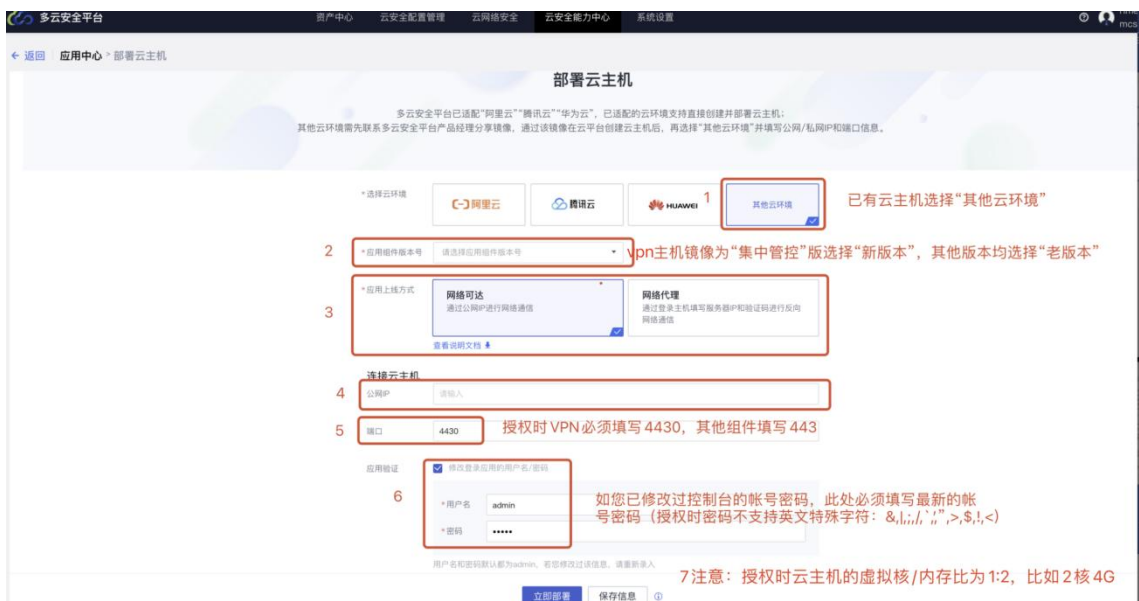 多云安全平台 资产中心 云安全配置管理 云网络安全 云安全能力中心 系统设置
mcs
← 返回 应用中心 > 部署云主机
部署云主机
多云安全平台已适配“阿里云”“腾讯云”“华为云”，已适配的云环境支持直接创建并部署云主机；
其他云环境需先联系多云安全平台产品经理分享镜像，通过该镜像在云平台创建云主机后，再选择“其他云环境”并填写公网/私网IP和端口信息。
*选择云环境 阿里云 腾讯云 HUAWEI 1 其他云环境 已有云主机选择“其他云环境”
2 *应用组件版本号 请选择应用组件版本号 vpn主机镜像为“集中管控”版选择“新版本”，其他版本均选择“老版本”
*应用上线方式
3
网络可达
通过公网IP进行网络通信
网络代理
通过登录主机填写服务器IP和验证码进行反向
网络通信
查看说明文档
连接云主机
4 公网IP 请输入
5 端口 4430 授权时VPN必须填写4430，其他组件填写443
应用验证 修改登录应用的用户名/密码
6
*用户名 admin
*密码 •••••
如您已修改过控制台的帐号密码，此处必须填写最新的帐
号密码（授权时密码不支持英文特殊字符：&,|,;,/,`,',",>,$,!,<）
用户名和密码默认都为admin，若您修改过该信息，请重新录入
7注意：授权时云主机的虚拟核/内存比为1:2，比如2核4G
立即部署 保存信息